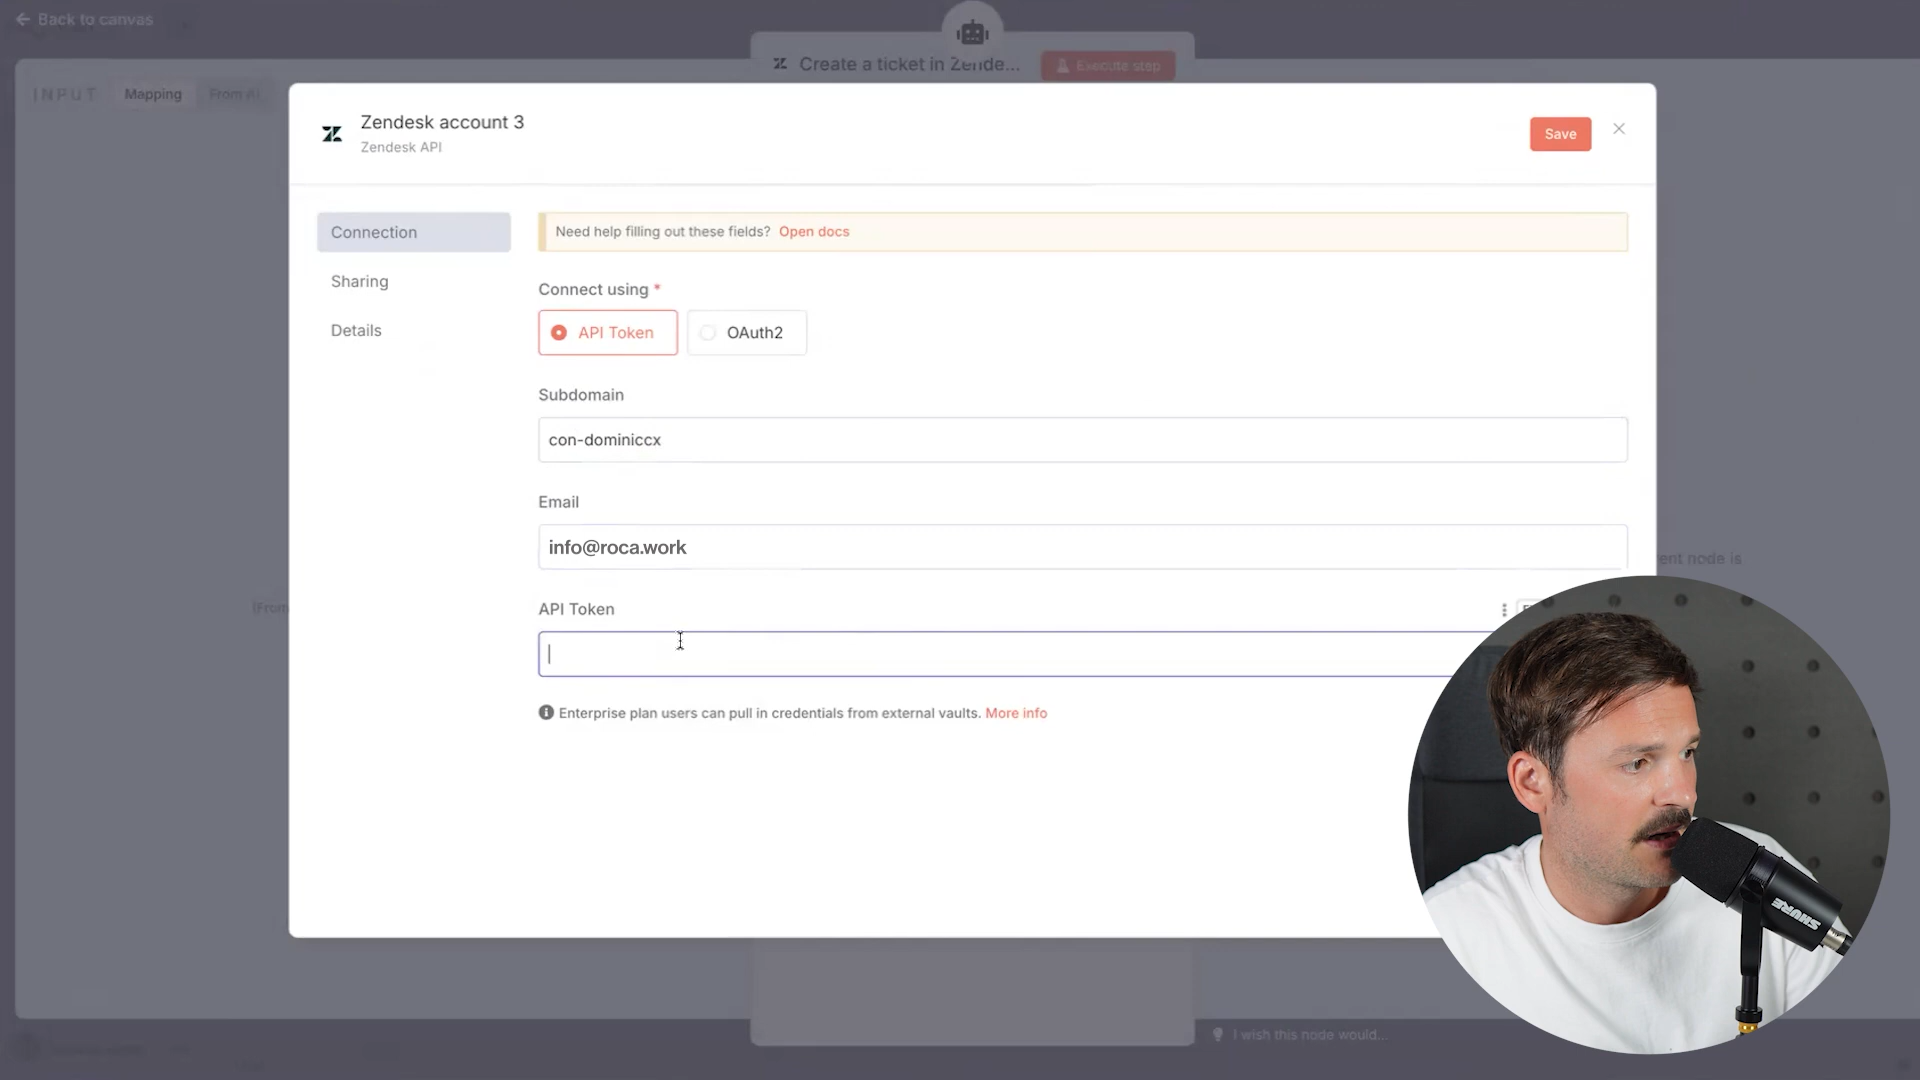 Back to canvas
Create a ticket in Zende...
Execute step
INPUT
Mapping
From AI
Zendesk account 3
Zendesk API
Save
Connection
Sharing
Details
Need help filling out these fields? Open docs
Connect using *
API Token
OAuth2
Subdomain
con-dominiccx
Email
info@roca.work
ent node is
(From
API Token
Enterprise plan users can pull in credentials from external vaults. More info
SHURE
I wish this node would...